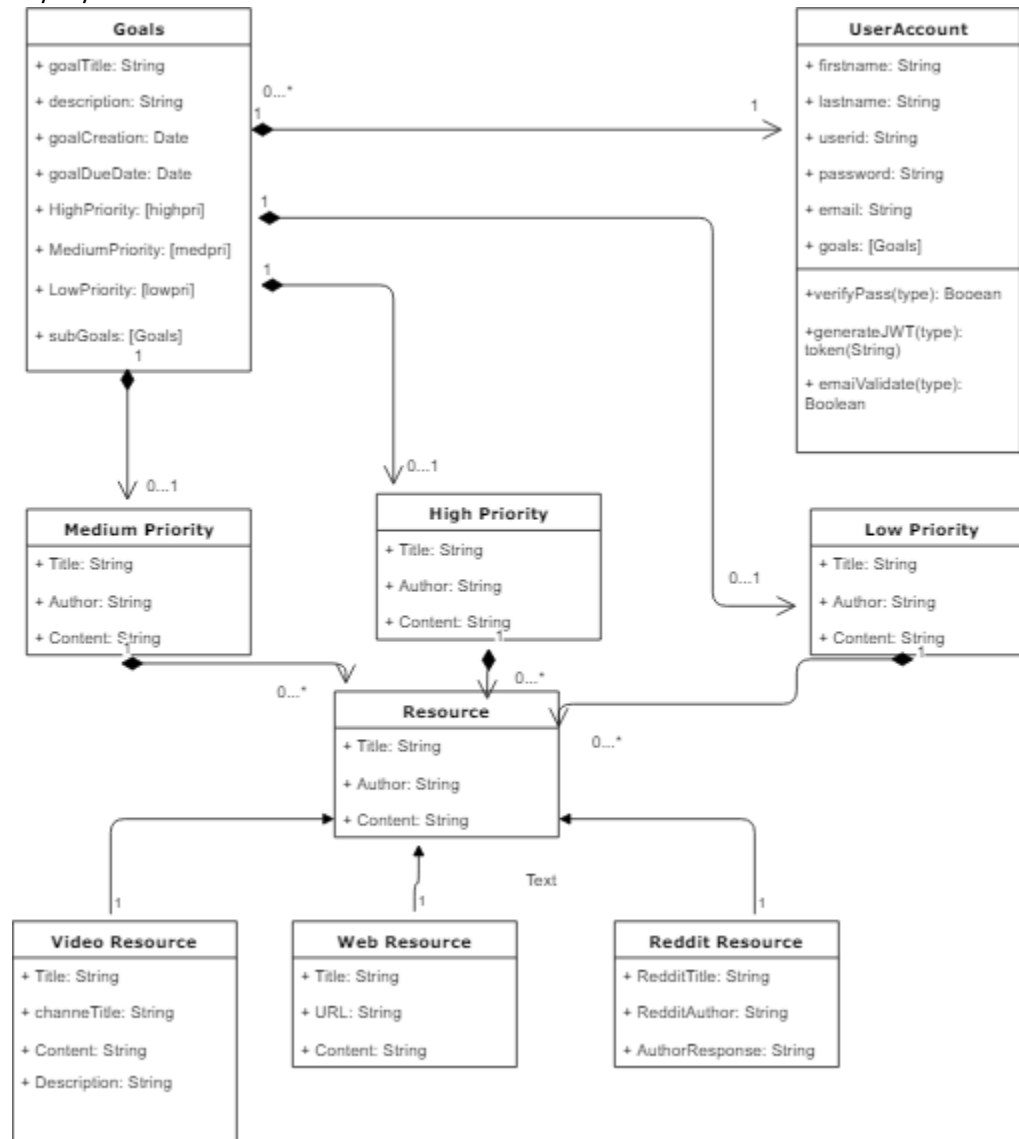 Goals
+ goalTitle: String
+ description: String
+ goalCreation: Date
+ goalDueDate: Date
+ HighPriority: [highpri]
+ MediumPriority: [medpri]
+ LowPriority: [lowpri]
+ subGoals: [Goals]
1
0...*
1
1
1
1
UserAccount
+ firstname: String
+ lastname: String
+ userid: String
+ password: String
+ email: String
+ goals: [Goals]
+verifyPass(type): Booean
+generateJWT(type):
token(String)
+ emaiValidate(type):
Boolean
0...1
0...1
0...1
Medium Priority
+ Title: String
+ Author: String
+ Content: String
1
High Priority
+ Title: String
+ Author: String
+ Content: String
1
Low Priority
+ Title: String
+ Author: String
+ Content: String
1
0...*
0...*
0...*
Resource
+ Title: String
+ Author: String
+ Content: String
Text
1
1
1
Video Resource
+ Title: String
+ channeTitle: String
+ Content: String
+ Description: String
Web Resource
+ Title: String
+ URL: String
+ Content: String
Reddit Resource
+ RedditTitle: String
+ RedditAuthor: String
+ AuthorResponse: String